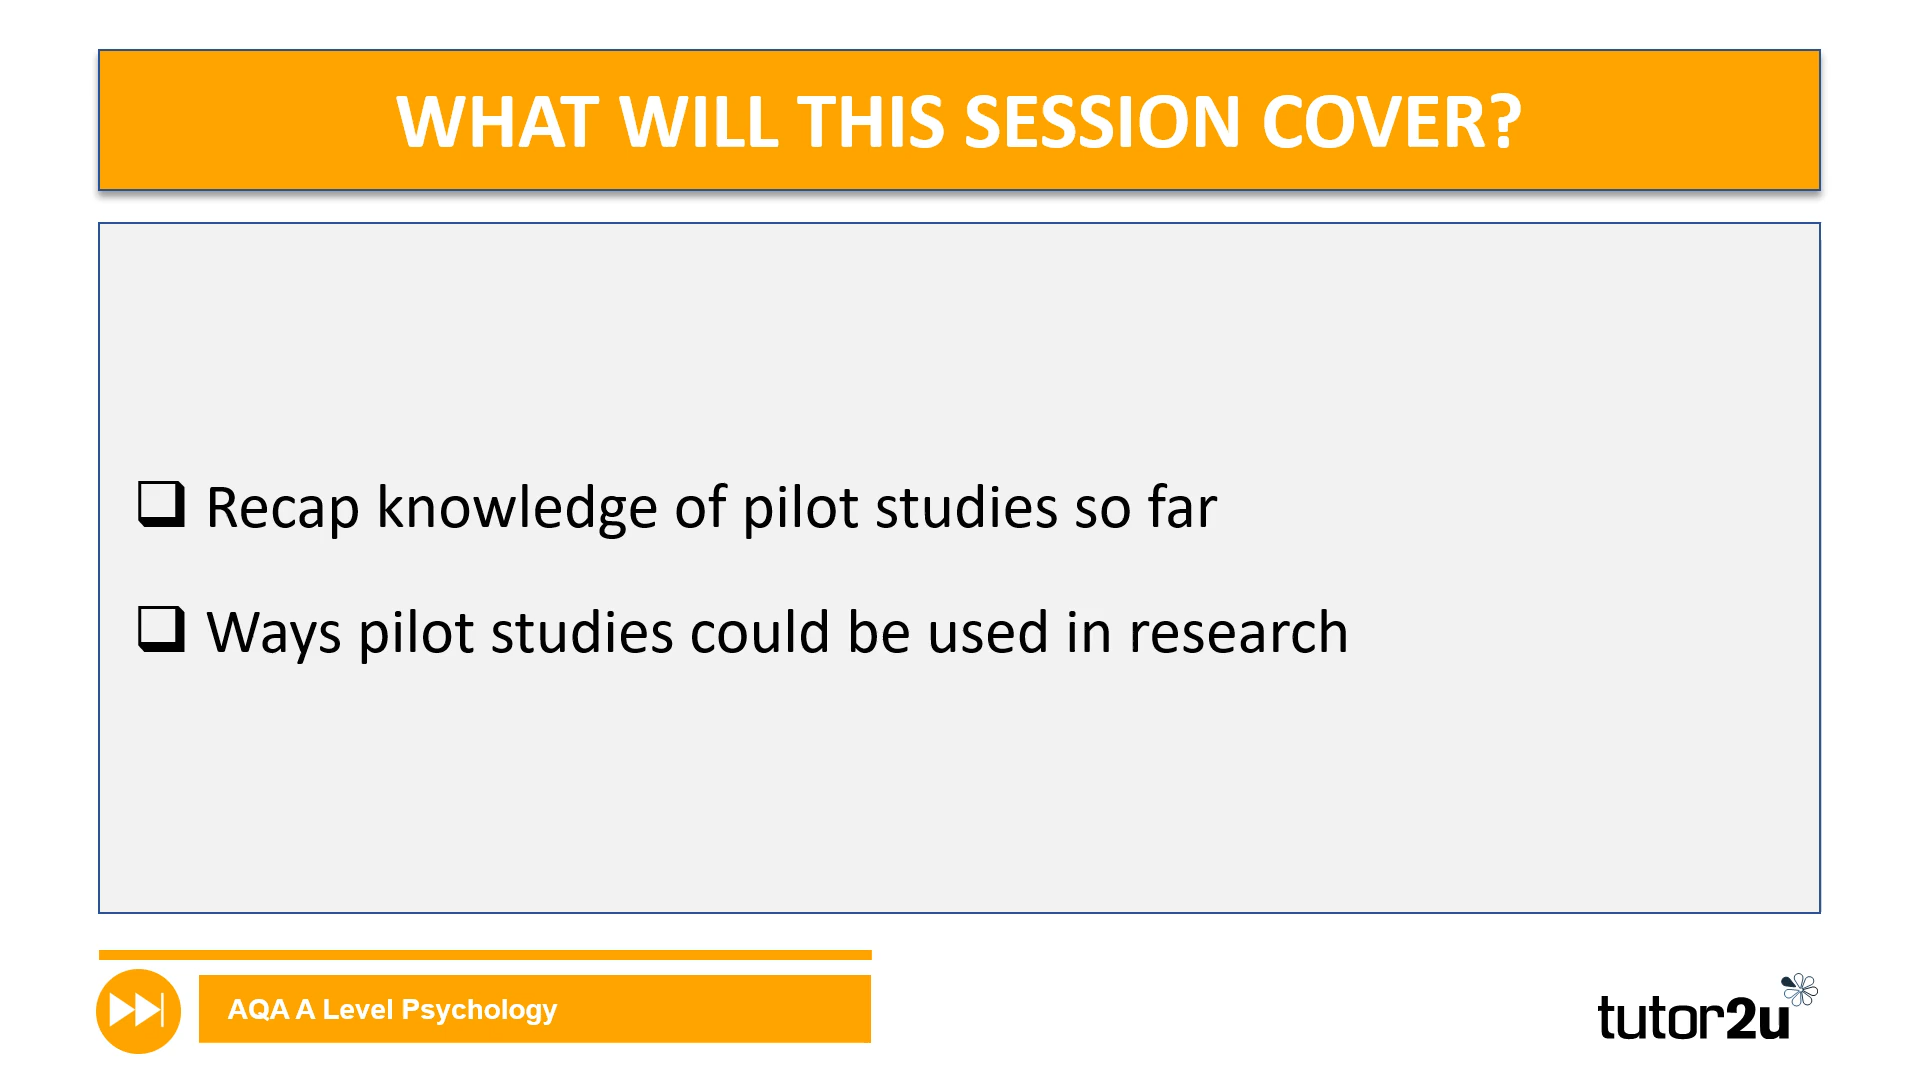 WHAT WILL THIS SESSION COVER?
❑ Recap knowledge of pilot studies so far
❑ Ways pilot studies could be used in research
AQA A Level Psychology
tutor2u